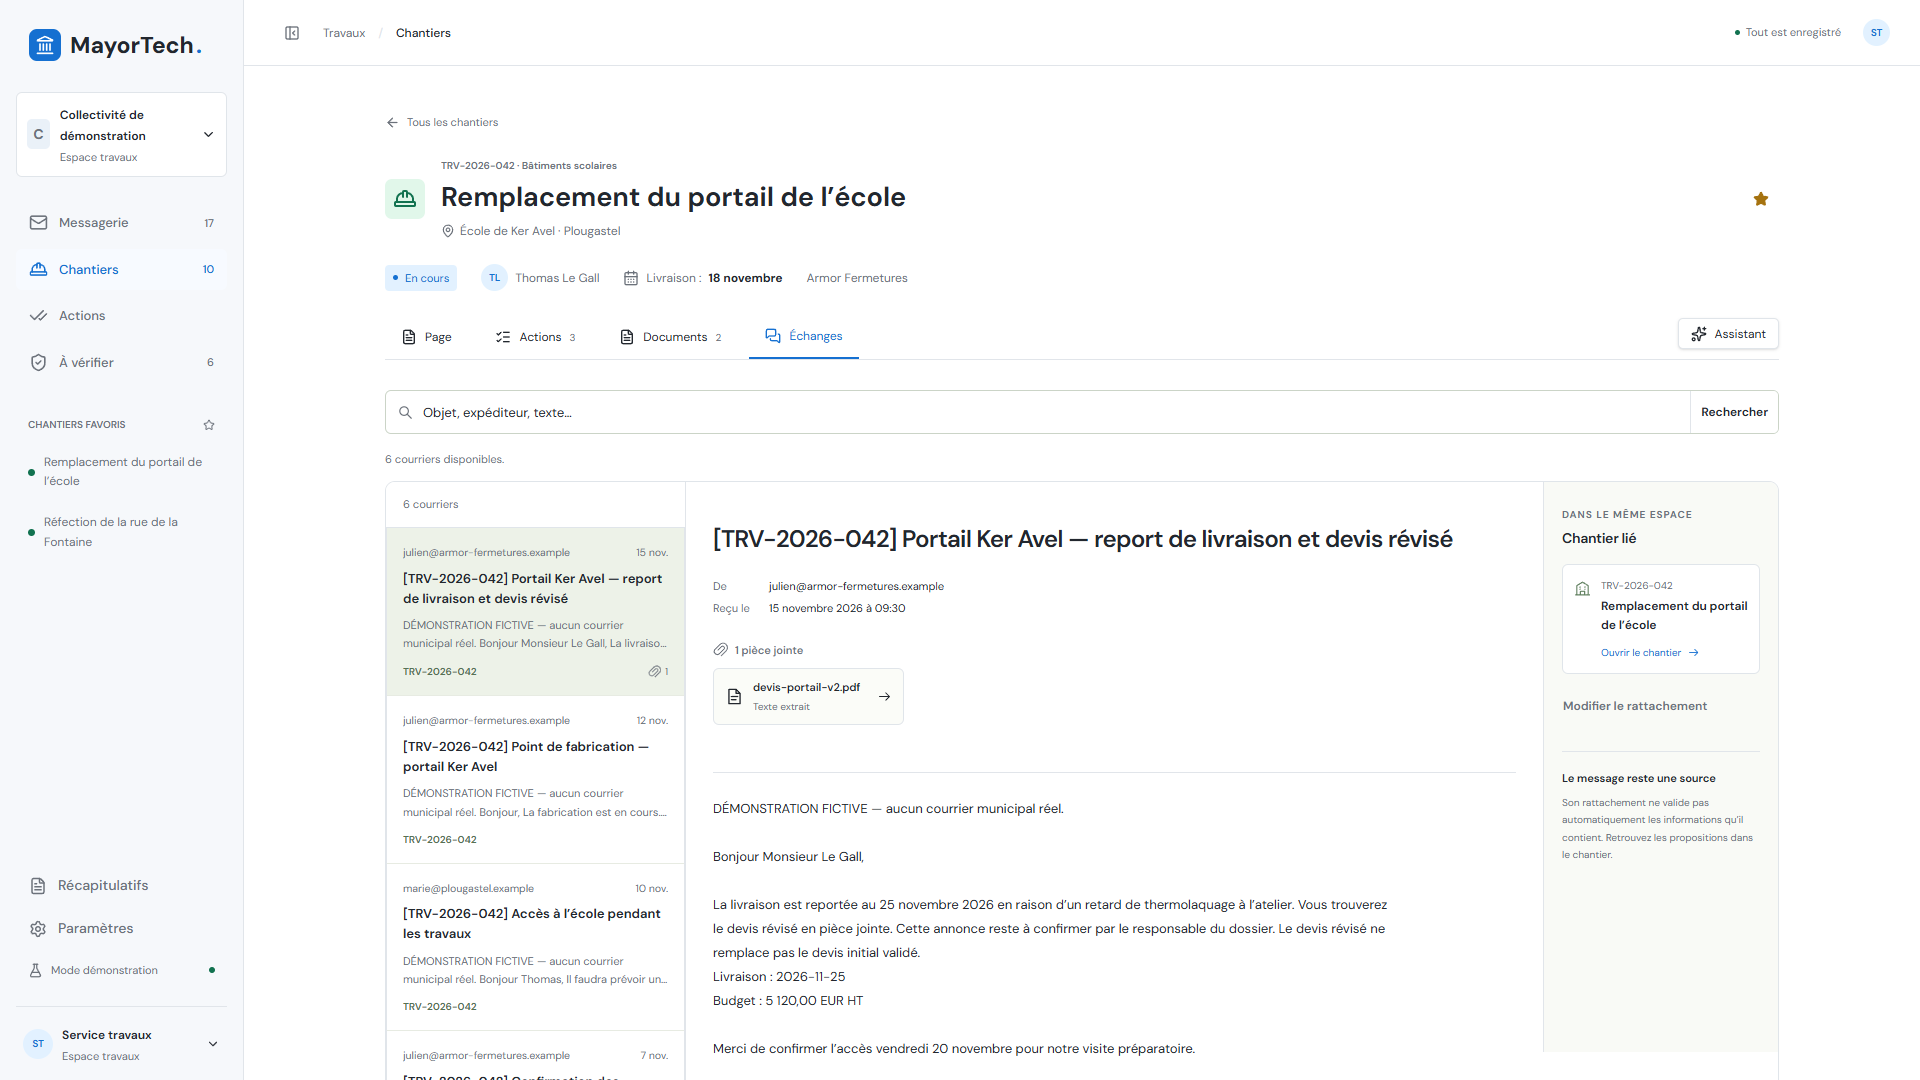 MayorTech.
C
Collectivité de
démonstration
Espace travaux
Messagerie 17
Chantiers 10
Actions
À vérifier 6
CHANTIERS FAVORIS
Remplacement du portail de
l’école
Réfection de la rue de la
Fontaine
Récapitulatifs
Paramètres
Mode démonstration
ST
Service travaux
Espace travaux
Travaux / Chantiers
Tout est enregistré
ST
Tous les chantiers
TRV-2026-042 · Bâtiments scolaires
Remplacement du portail de l’école
École de Ker Avel · Plougastel
En cours
TL Thomas Le Gall
Livraison : 18 novembre
Armor Fermetures
Page
Actions 3
Documents 2
Échanges
Assistant
Objet, expéditeur, texte…
Rechercher
6 courriers disponibles.
6 courriers
julien@armor-fermetures.example 15 nov.
[TRV-2026-042] Portail Ker Avel — report
de livraison et devis révisé
DÉMONSTRATION FICTIVE — aucun courrier
municipal réel. Bonjour Monsieur Le Gall, La livraiso…
TRV-2026-042 1
julien@armor-fermetures.example 12 nov.
[TRV-2026-042] Point de fabrication —
portail Ker Avel
DÉMONSTRATION FICTIVE — aucun courrier
municipal réel. Bonjour, La fabrication est en cours.…
TRV-2026-042
marie@plougastel.example 10 nov.
[TRV-2026-042] Accès à l’école pendant
les travaux
DÉMONSTRATION FICTIVE — aucun courrier
municipal réel. Bonjour Thomas, Il faudra prévoir un…
TRV-2026-042
julien@armor-fermetures.example 7 nov.
[TRV-2026-042] Confirmation des
[TRV-2026-042] Portail Ker Avel — report de livraison et devis révisé
De julien@armor-fermetures.example
Reçu le 15 novembre 2026 à 09:30
1 pièce jointe
devis-portail-v2.pdf
Texte extrait
DÉMONSTRATION FICTIVE — aucun courrier municipal réel.
Bonjour Monsieur Le Gall,
La livraison est reportée au 25 novembre 2026 en raison d’un retard de thermolaquage à l’atelier. Vous trouverez
le devis révisé en pièce jointe. Cette annonce reste à confirmer par le responsable du dossier. Le devis révisé ne
remplace pas le devis initial validé.
Livraison : 2026-11-25
Budget : 5 120,00 EUR HT
Merci de confirmer l’accès vendredi 20 novembre pour notre visite préparatoire.
DANS LE MÊME ESPACE
Chantier lié
TRV-2026-042
Remplacement du portail
de l’école
Ouvrir le chantier
Modifier le rattachement
Le message reste une source
Son rattachement ne valide pas
automatiquement les informations qu’il
contient. Retrouvez les propositions dans
le chantier.